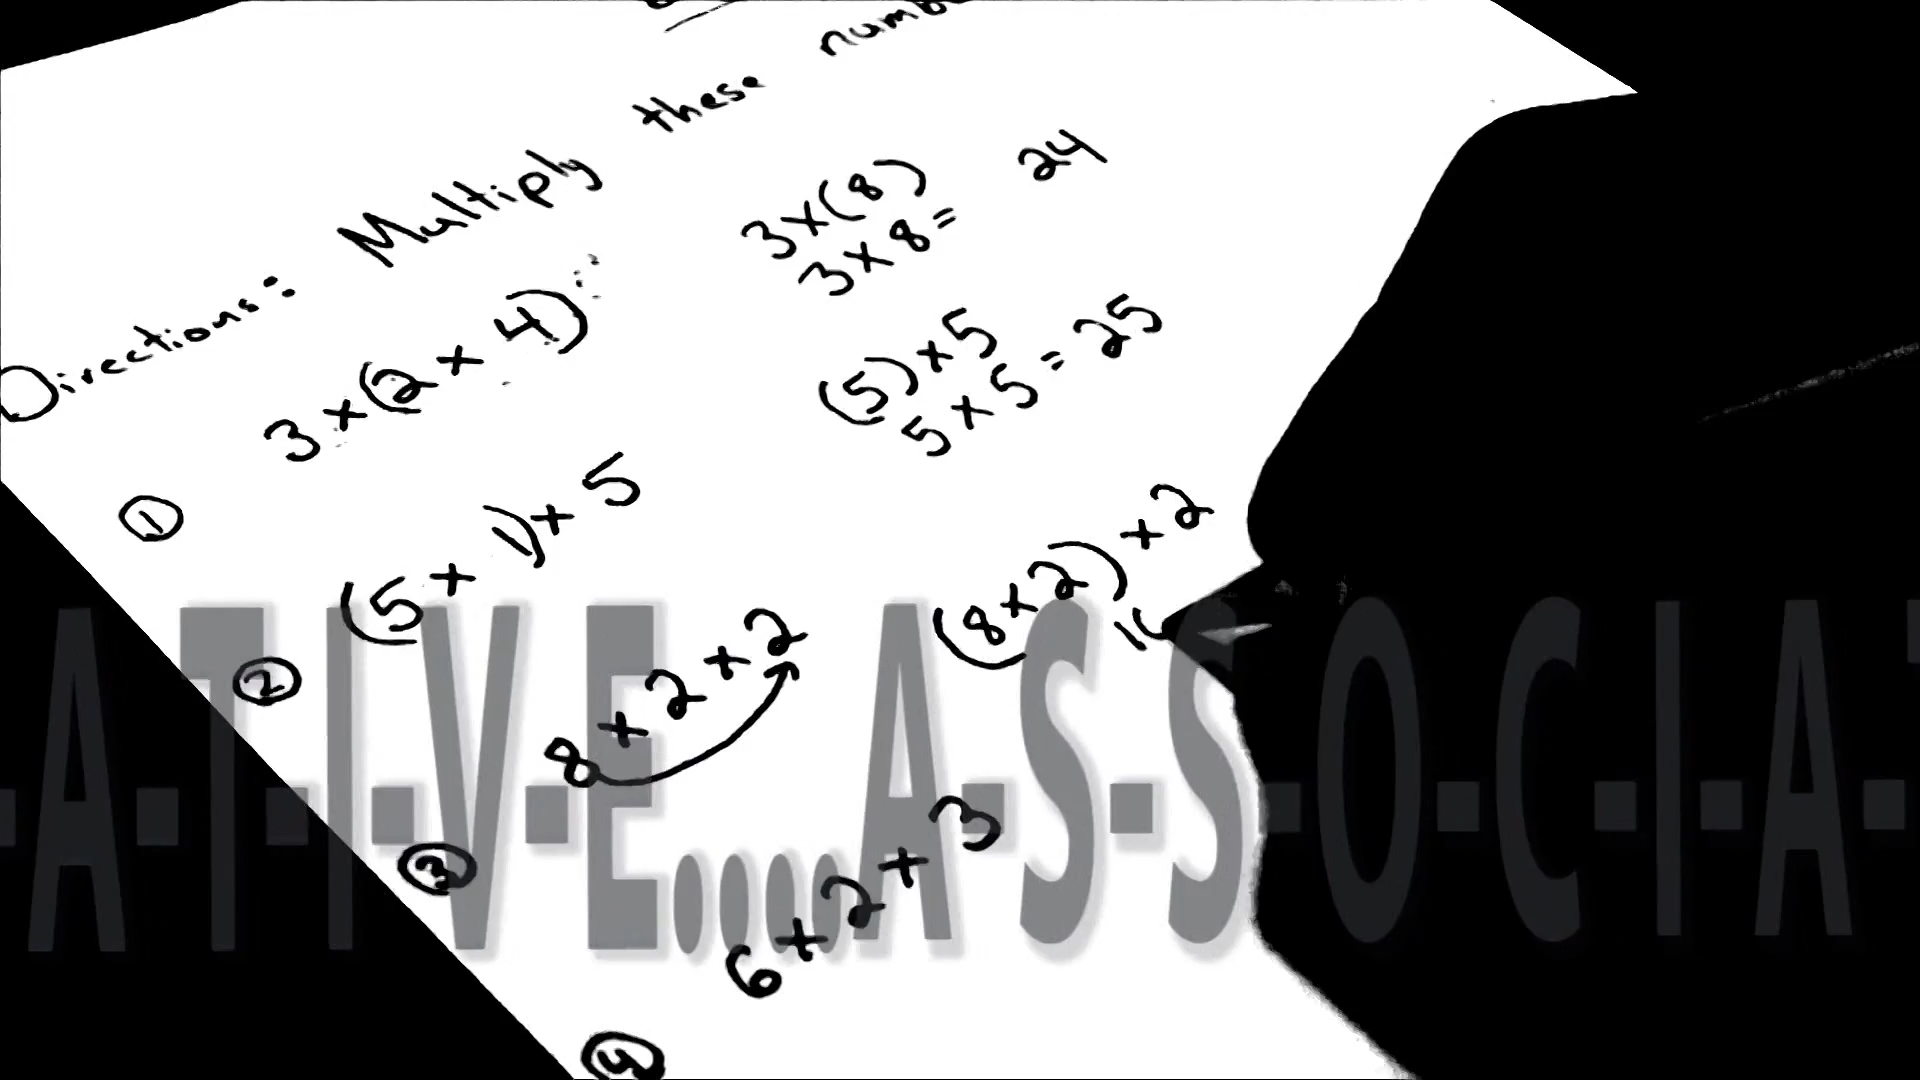 Directions: Multiply these
① 3 × (2 × 4)
3 × (8)
3 × 8 = 24
② (5 × 1) × 5
(5) × 5
5 × 5 = 25
③ 8 × 2 × 2
(8 × 2) × 2
④ 6 × 2 × 3
A-T-I-V-E....A-S-S-O-C-I-A-